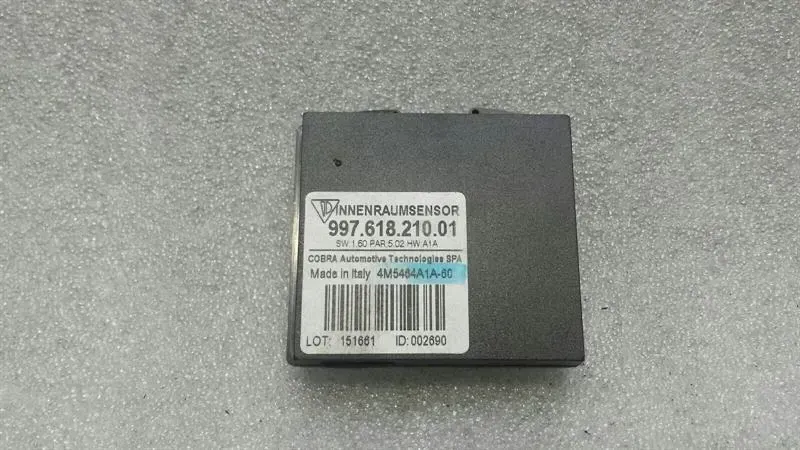 INNENRAUMSENSOR
997.618.210.01
SW 1.60 PAR 5.02 HW A1A
COBRA Automotive Technologies SPA
Made in Italy 4M5464A1A-60
LOT: 151661 ID:002690